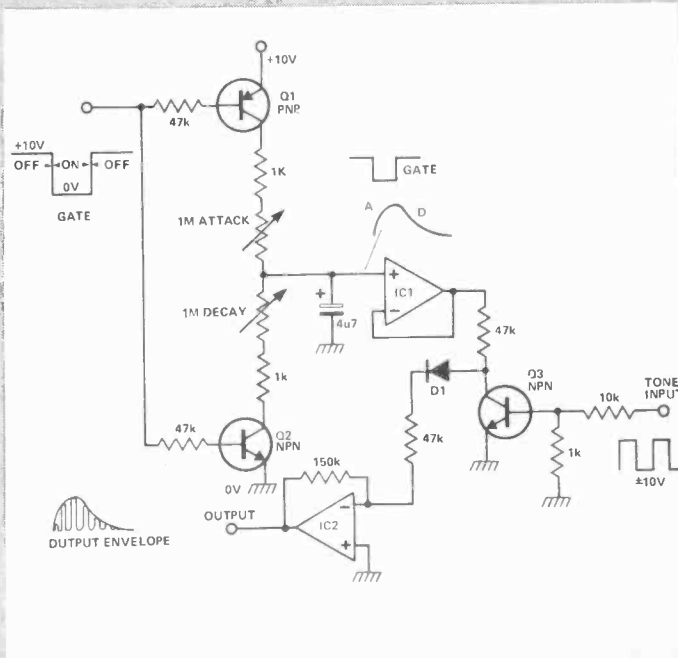 +10V
Q1
PNP
47k
+10V
OFF ON OFF
0V
GATE
1K
GATE
1M ATTACK
A D
+
IC1
−
+
4u7
1M DECAY
47k
1k
D1
Q3
NPN
10k
TONE
INPUT
47k
1k
±10V
47k
Q2
NPN
0V
150k
OUTPUT
−
IC2
+
OUTPUT ENVELOPE